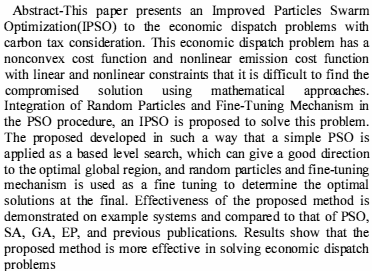 Abstract-This paper presents an Improved Particles Swarm
Optimization(IPSO) to the economic dispatch problems with
carbon tax consideration. This economic dispatch problem has a
nonconvex cost function and nonlinear emission cost function
with linear and nonlinear constraints that it is difficult to find the
compromised solution using mathematical approaches.
Integration of Random Particles and Fine-Tuning Mechanism in
the PSO procedure, an IPSO is proposed to solve this problem.
The proposed developed in such a way that a simple PSO is
applied as a based level search, which can give a good direction
to the optimal global region, and random particles and fine-tuning
mechanism is used as a fine tuning to determine the optimal
solutions at the final. Effectiveness of the proposed method is
demonstrated on example systems and compared to that of PSO,
SA, GA, EP, and previous publications. Results show that the
proposed method is more effective in solving economic dispatch
problems